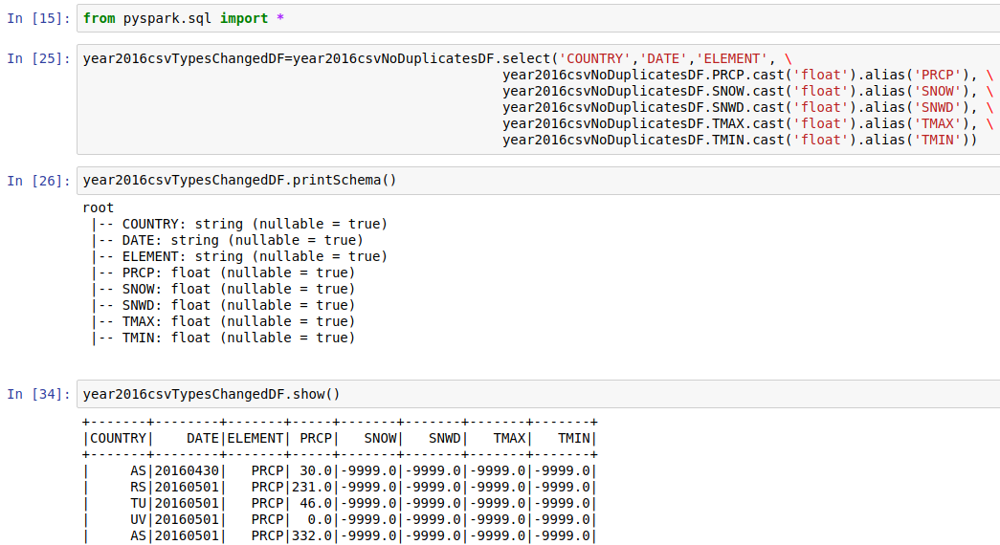 In [15]: from pyspark.sql import *
In [25]: year2016csvTypesChangedDF=year2016csvNoDuplicatesDF.select('COUNTRY','DATE','ELEMENT', \
year2016csvNoDuplicatesDF.PRCP.cast('float').alias('PRCP'), \
year2016csvNoDuplicatesDF.SNOW.cast('float').alias('SNOW'), \
year2016csvNoDuplicatesDF.SNWD.cast('float').alias('SNWD'), \
year2016csvNoDuplicatesDF.TMAX.cast('float').alias('TMAX'), \
year2016csvNoDuplicatesDF.TMIN.cast('float').alias('TMIN'))
In [26]: year2016csvTypesChangedDF.printSchema()
root
 |-- COUNTRY: string (nullable = true)
 |-- DATE: string (nullable = true)
 |-- ELEMENT: string (nullable = true)
 |-- PRCP: float (nullable = true)
 |-- SNOW: float (nullable = true)
 |-- SNWD: float (nullable = true)
 |-- TMAX: float (nullable = true)
 |-- TMIN: float (nullable = true)
In [34]: year2016csvTypesChangedDF.show()
+-------+--------+-------+-----+-------+-------+-------+-------+
|COUNTRY|    DATE|ELEMENT| PRCP|   SNOW|   SNWD|   TMAX|   TMIN|
+-------+--------+-------+-----+-------+-------+-------+-------+
|     AS|20160430|   PRCP| 30.0|-9999.0|-9999.0|-9999.0|-9999.0|
|     RS|20160501|   PRCP|231.0|-9999.0|-9999.0|-9999.0|-9999.0|
|     TU|20160501|   PRCP| 46.0|-9999.0|-9999.0|-9999.0|-9999.0|
|     UV|20160501|   PRCP|  0.0|-9999.0|-9999.0|-9999.0|-9999.0|
|     AS|20160501|   PRCP|332.0|-9999.0|-9999.0|-9999.0|-9999.0|